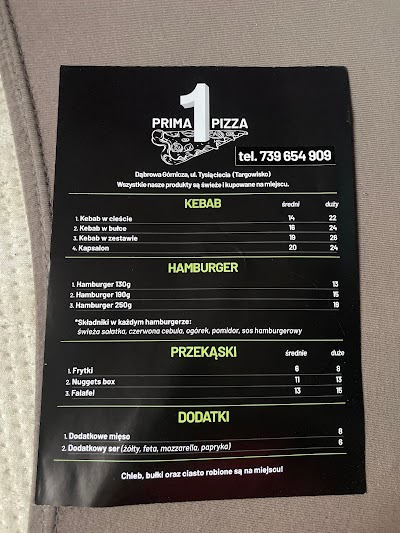 PRIMA 1 PIZZA
tel. 739 654 909
Dąbrowa Górnicza, ul. Tysiąclecia (Targowisko)
Wszystkie nasze produkty są świeże i kupowane na miejscu.
KEBAB średni duży
1. Kebab w cieście 14 22
2. Kebab w bułce 16 24
3. Kebab w zestawie 19 26
4. Kapsalon 20 24
HAMBURGER
1. Hamburger 130g 13
2. Hamburger 190g 15
3. Hamburger 250g 19
*Składniki w każdym hamburgerze:
świeża sałatka, czerwona cebula, ogórek, pomidor, sos hamburgerowy
PRZEKĄSKI średnie duże
1. Frytki 6 9
2. Nuggets box 11 13
3. Falafel 13 15
DODATKI
1. Dodatkowe mięso 6
2. Dodatkowy ser (żółty, feta, mozzarella, papryka) 6
Chleb, bułki oraz ciasto robione są na miejscu!